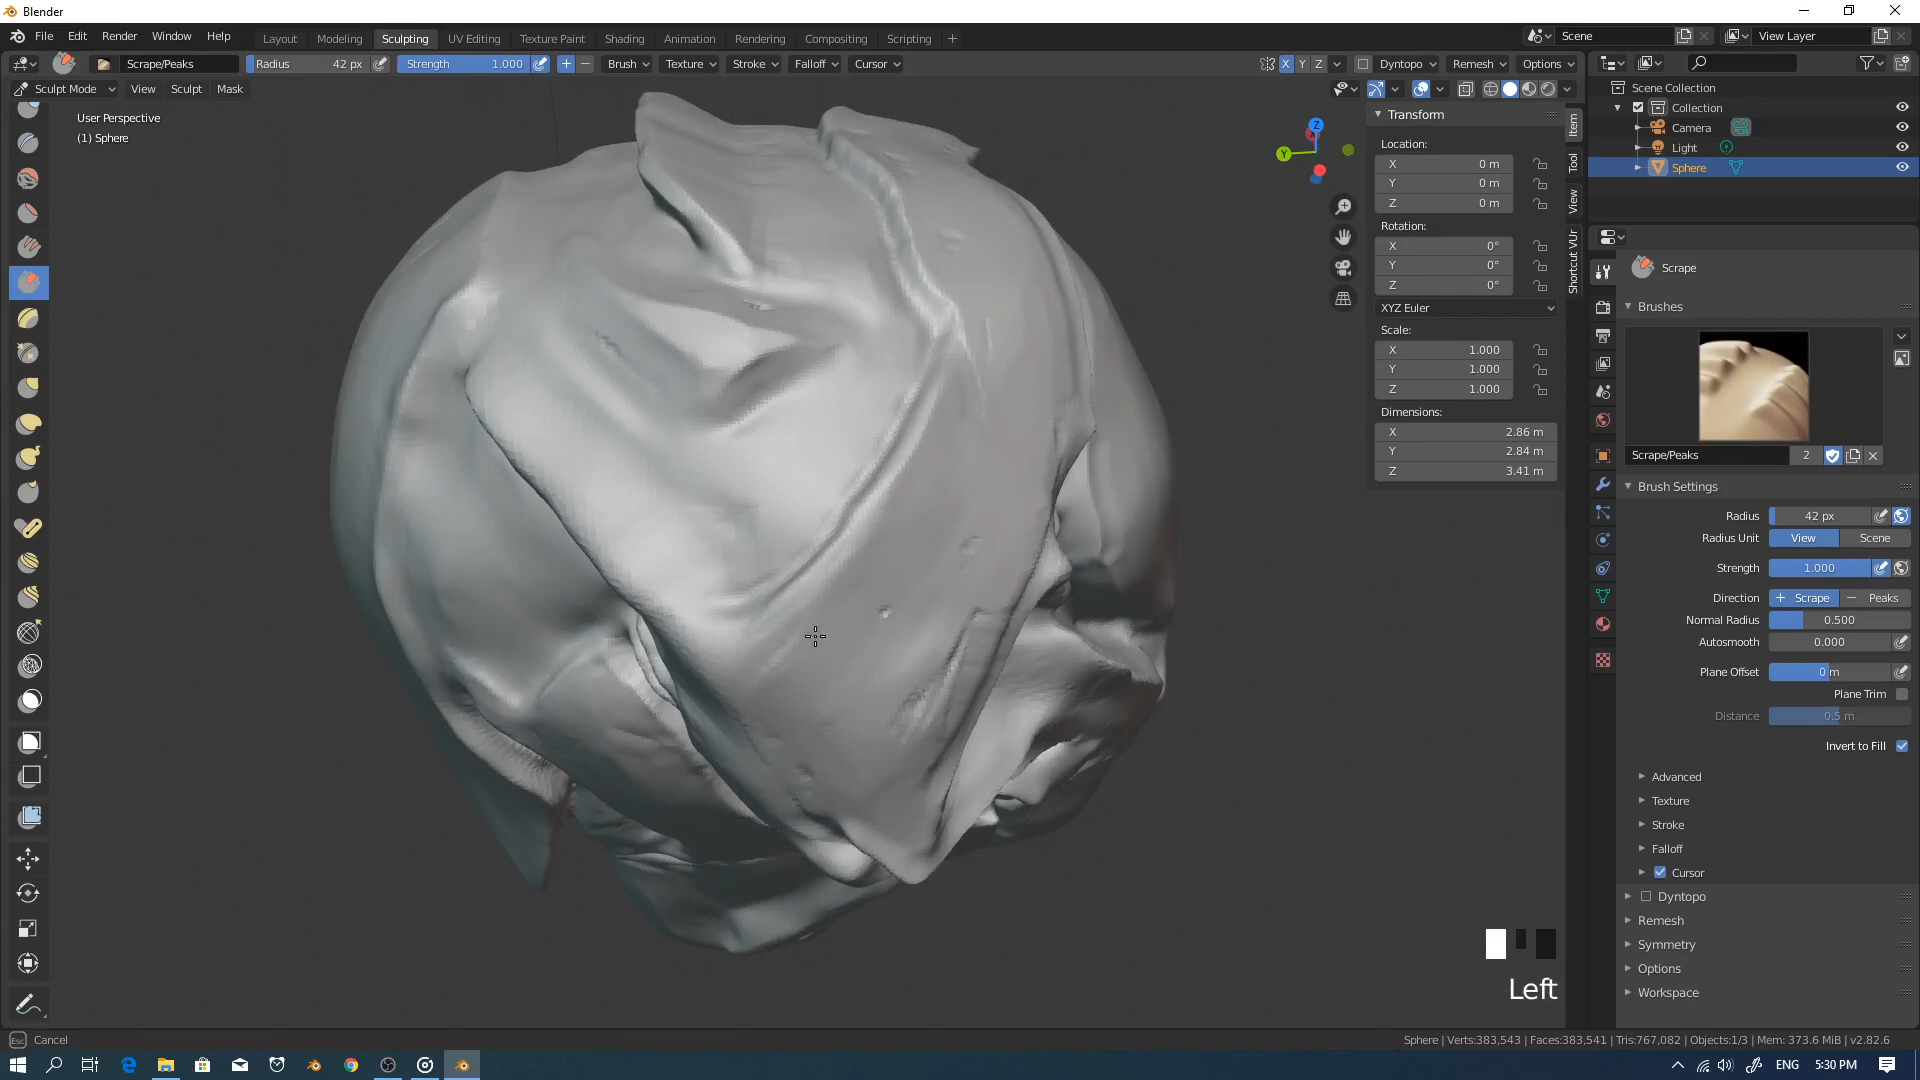 Blender
File Edit Render Window Help
Layout Modeling Sculpting UV Editing Texture Paint Shading Animation Rendering Compositing Scripting +
Scene
View Layer
Scrape/Peaks Radius 42 px Strength 1.000 Brush Texture Stroke Falloff Cursor
X Y Z Dyntopo Remesh Options
Sculpt Mode View Sculpt Mask
User Perspective
(1) Sphere
Transform
Location:
X 0 m
Y 0 m
Z 0 m
Rotation:
X 0°
Y 0°
Z 0°
XYZ Euler
Scale:
X 1.000
Y 1.000
Z 1.000
Dimensions:
X 2.86 m
Y 2.84 m
Z 3.41 m
Item
Tool
View
Shortcut VUr
Z
Y
Scene Collection
Collection
Camera
Light
Sphere
Scrape
Brushes
Scrape/Peaks 2
Brush Settings
Radius 42 px
Radius Unit View Scene
Strength 1.000
Direction + Scrape − Peaks
Normal Radius 0.500
Autosmooth 0.000
Plane Offset 0 m
Plane Trim
Distance 0.5 m
Invert to Fill
Advanced
Texture
Stroke
Falloff
Cursor
Dyntopo
Remesh
Symmetry
Options
Workspace
Left
Esc Cancel
Sphere | Verts:383,543 | Faces:383,541 | Tris:767,082 | Objects:1/3 | Mem: 373.6 MiB | v2.82.6
ENG 5:30 PM